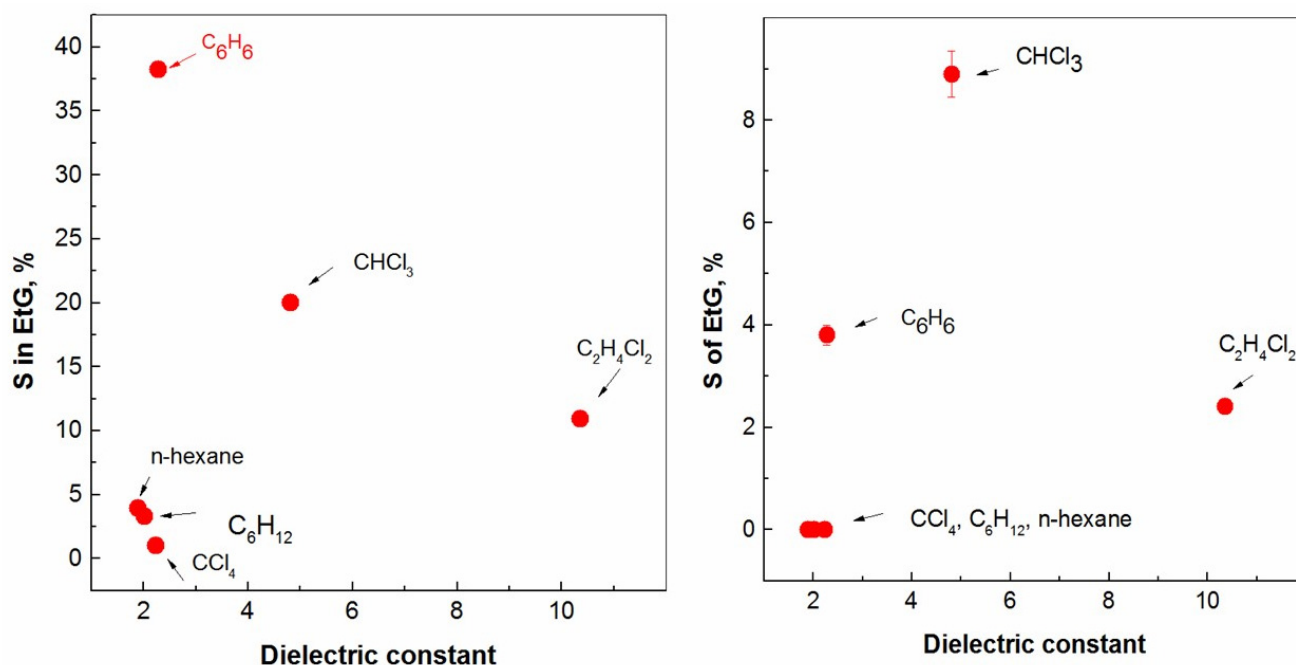 S in EtG, %
40
35
30
25
20
15
10
5
0
C₆H₆
CHCl₃
C₂H₄Cl₂
n-hexane
C₆H₁₂
CCl₄
2 4 6 8 10
Dielectric constant
S of EtG, %
8
6
4
2
0
CHCl₃
C₆H₆
C₂H₄Cl₂
CCl₄, C₆H₁₂, n-hexane
2 4 6 8 10
Dielectric constant